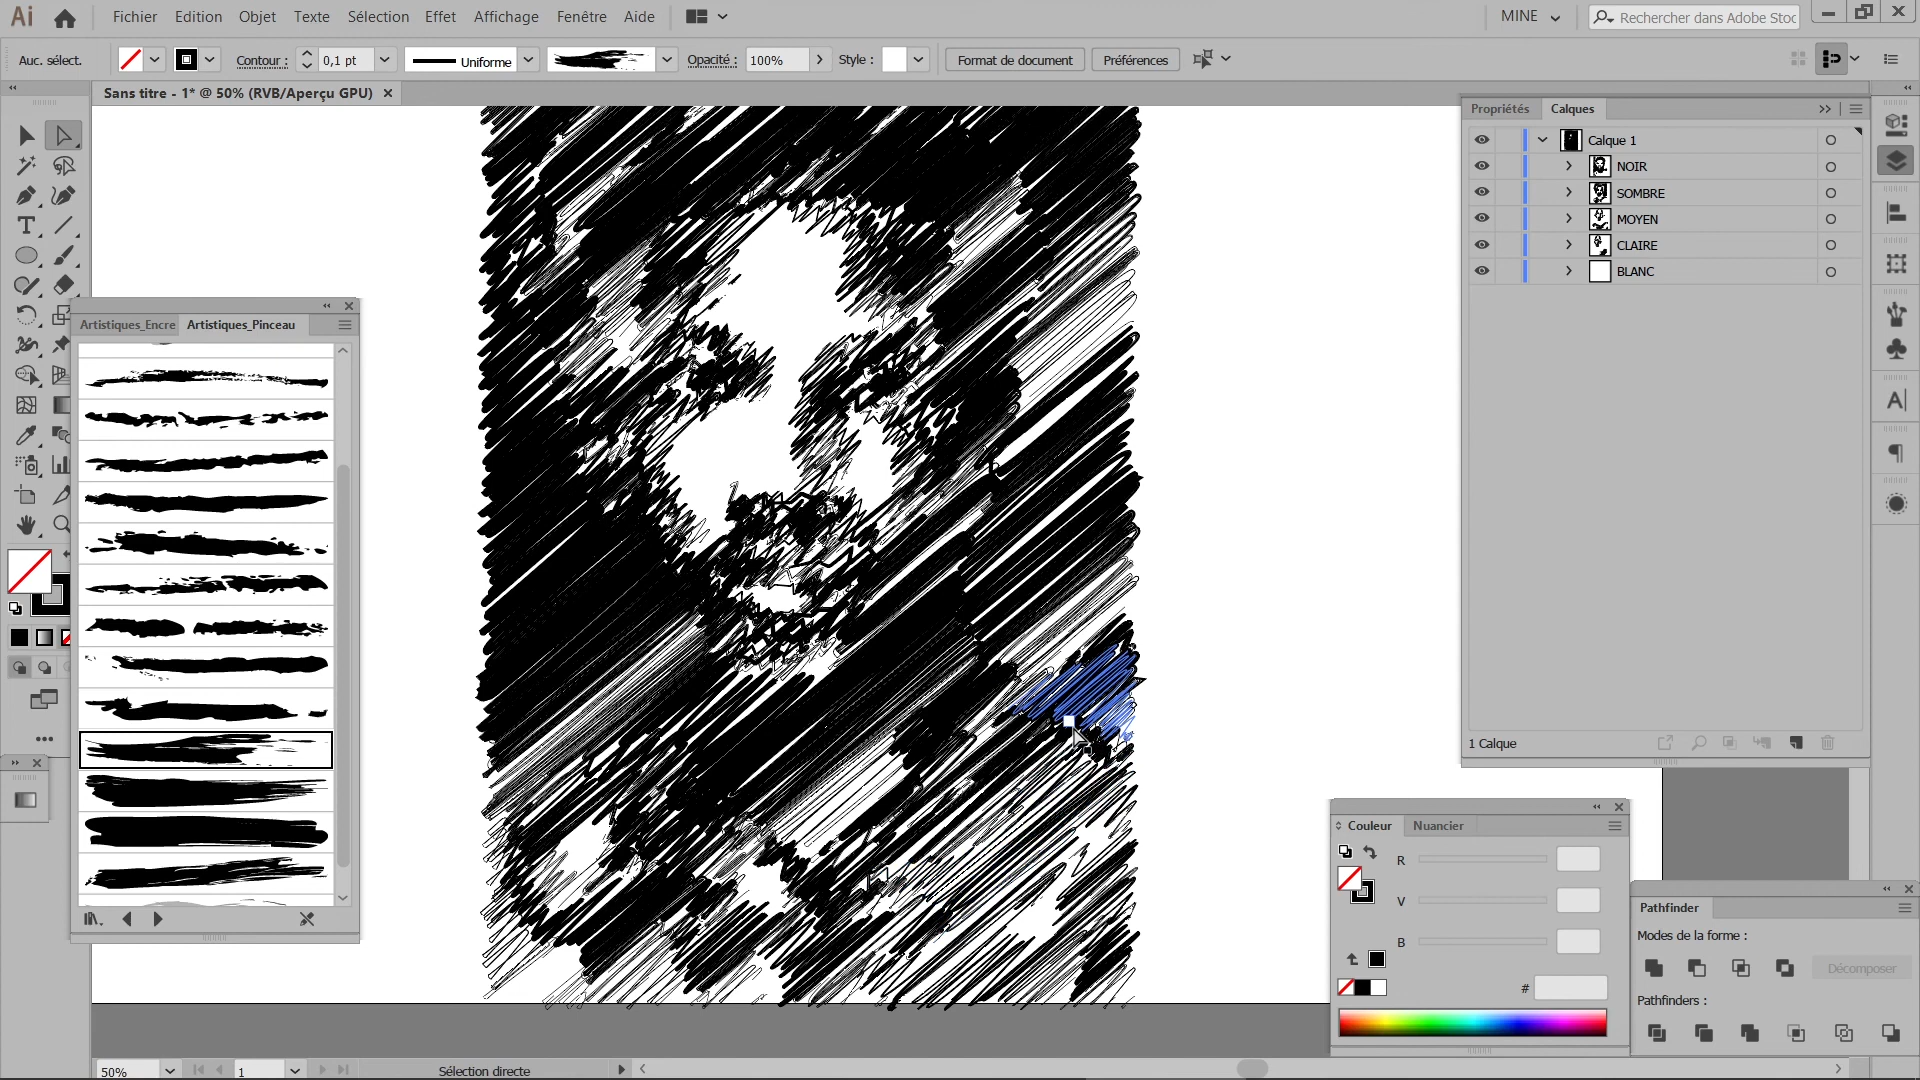 Ai
Fichier Edition Objet Texte Sélection Effet Affichage Fenêtre Aide
MINE
Rechercher dans Adobe Stoc
Auc. sélect.
Contour :
0,1 pt
Uniforme
Opacité :
100%
Style :
Format de document
Préférences
Sans titre - 1* @ 50% (RVB/Aperçu GPU)
Propriétés
Calques
Calque 1
NOIR
SOMBRE
MOYEN
CLAIRE
BLANC
1 Calque
Artistiques_Encre
Artistiques_Pinceau
Couleur
Nuancier
R
V
B
#
Pathfinder
Modes de la forme :
Décomposer
Pathfinders :
50%
1
Sélection directe